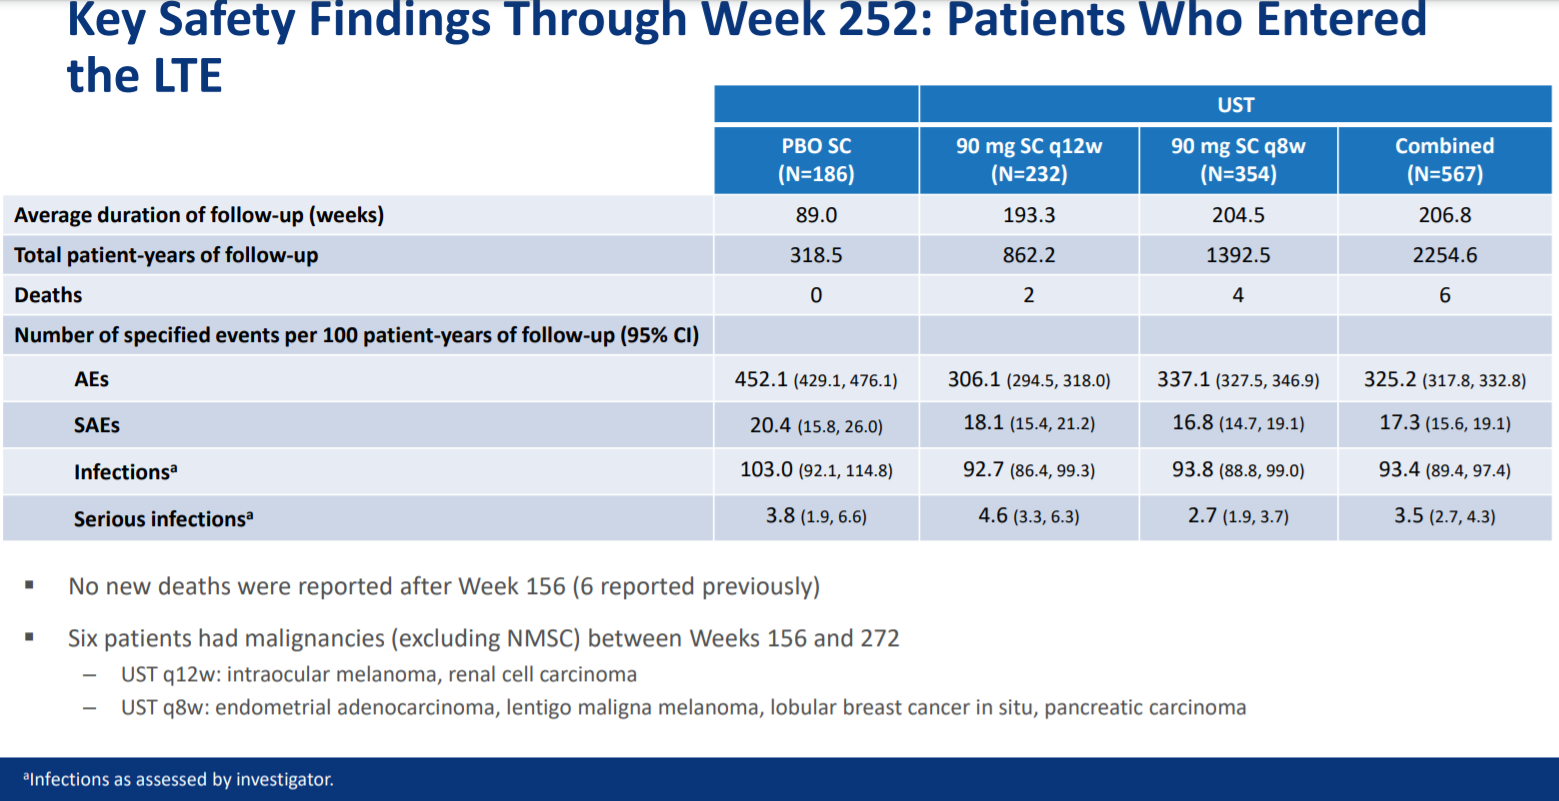 Key Safety Findings Through Week 252: Patients Who Entered
the LTE
UST
PBO SC
(N=186)
90 mg SC q12w
(N=232)
90 mg SC q8w
(N=354)
Combined
(N=567)
Average duration of follow-up (weeks) 89.0 193.3 204.5 206.8
Total patient-years of follow-up 318.5 862.2 1392.5 2254.6
Deaths 0 2 4 6
Number of specified events per 100 patient-years of follow-up (95% CI)
AEs 452.1 (429.1, 476.1) 306.1 (294.5, 318.0) 337.1 (327.5, 346.9) 325.2 (317.8, 332.8)
SAEs 20.4 (15.8, 26.0) 18.1 (15.4, 21.2) 16.8 (14.7, 19.1) 17.3 (15.6, 19.1)
Infectionsᵃ 103.0 (92.1, 114.8) 92.7 (86.4, 99.3) 93.8 (88.8, 99.0) 93.4 (89.4, 97.4)
Serious infectionsᵃ 3.8 (1.9, 6.6) 4.6 (3.3, 6.3) 2.7 (1.9, 3.7) 3.5 (2.7, 4.3)
▪ No new deaths were reported after Week 156 (6 reported previously)
▪ Six patients had malignancies (excluding NMSC) between Weeks 156 and 272
– UST q12w: intraocular melanoma, renal cell carcinoma
– UST q8w: endometrial adenocarcinoma, lentigo maligna melanoma, lobular breast cancer in situ, pancreatic carcinoma
ᵃInfections as assessed by investigator.